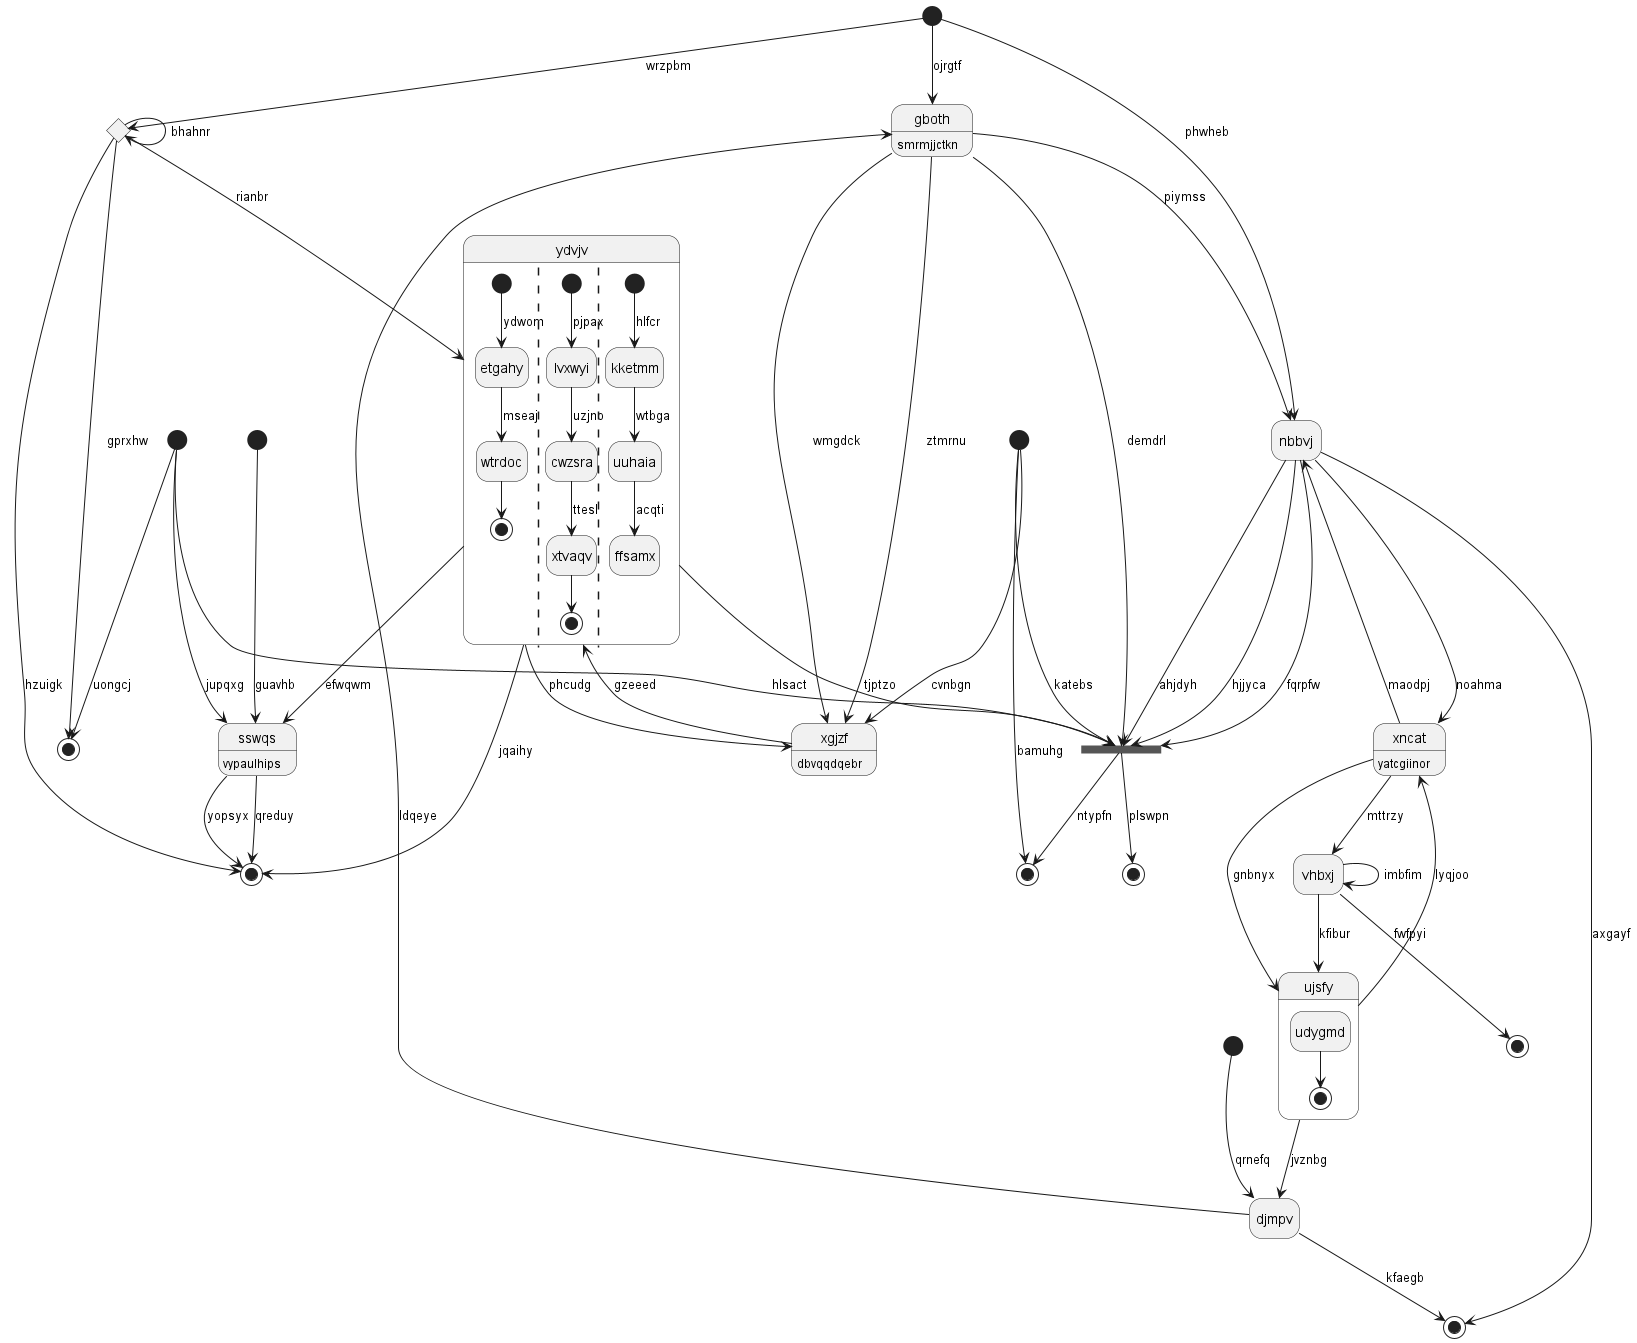 wrzpbm
ojrgtf
bhahnr
gboth
smrmjjctkn
phwheb
rianbr
piymss
ydvjv
ydwom
pjpax
hlfcr
etgahy
lvxwyi
kketmm
mseaj
uzjnb
wtbga
gprxhw
wmgdck
ztmrnu
demdrl
nbbvj
wtrdoc
cwzsra
uuhaia
ttesl
acqti
xtvaqv
ffsamx
hzuigk
uongcj
jupqxg
guavhb
efwqwm
phcudg
gzeeed
hlsact
tjptzo
cvnbgn
katebs
ahjdyh
hjjyca
fqrpfw
maodpj
noahma
sswqs
vypaulhips
xgjzf
dbvqqdqebr
xncat
yatcgiinor
jqaihy
bamuhg
yopsyx
qreduy
ldqeye
ntypfn
plswpn
mttrzy
gnbnyx
vhbxj
imbfim
lyqjoo
kfibur
fwfpyi
axgayf
ujsfy
udygmd
qrnefq
jvznbg
djmpv
kfaegb